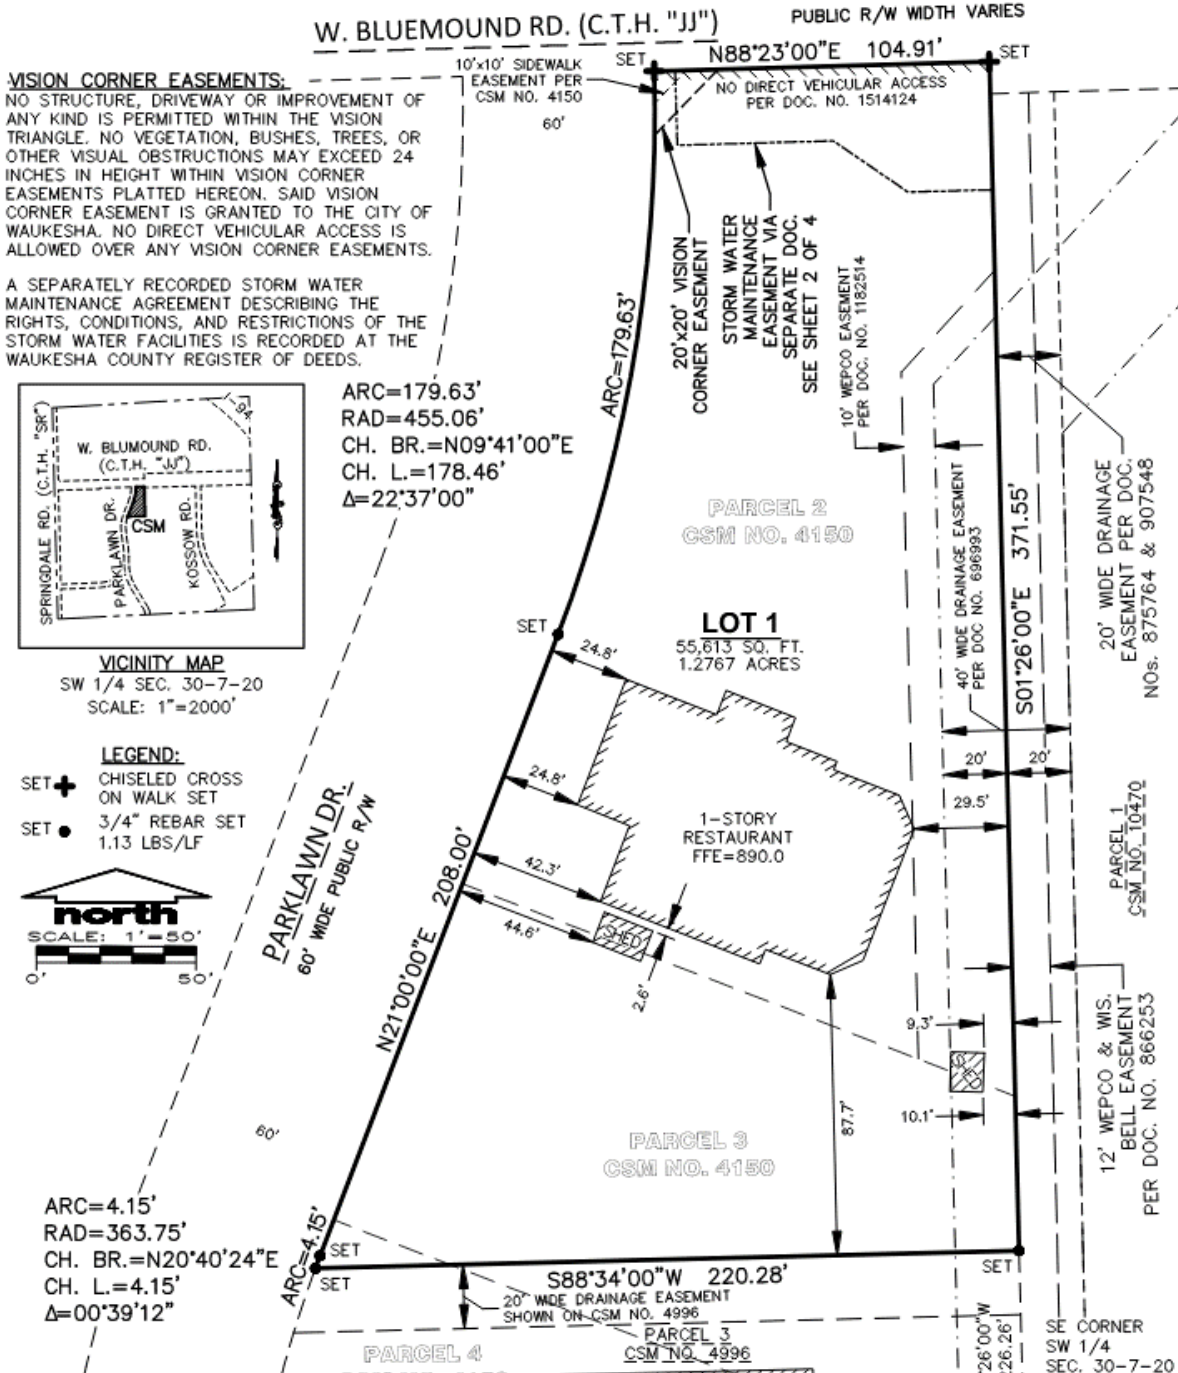 W. BLUEMOUND RD. (C.T.H. "JJ")
PUBLIC R/W WIDTH VARIES
N88°23'00"E 104.91'
SET
SET
VISION CORNER EASEMENTS:
NO STRUCTURE, DRIVEWAY OR IMPROVEMENT OF
ANY KIND IS PERMITTED WITHIN THE VISION
TRIANGLE. NO VEGETATION, BUSHES, TREES, OR
OTHER VISUAL OBSTRUCTIONS MAY EXCEED 24
INCHES IN HEIGHT WITHIN VISION CORNER
EASEMENTS PLATTED HEREON. SAID VISION
CORNER EASEMENT IS GRANTED TO THE CITY OF
WAUKESHA. NO DIRECT VEHICULAR ACCESS IS
ALLOWED OVER ANY VISION CORNER EASEMENTS.
A SEPARATELY RECORDED STORM WATER
MAINTENANCE AGREEMENT DESCRIBING THE
RIGHTS, CONDITIONS, AND RESTRICTIONS OF THE
STORM WATER FACILITIES IS RECORDED AT THE
WAUKESHA COUNTY REGISTER OF DEEDS.
10'x10' SIDEWALK
EASEMENT PER
CSM NO. 4150
60'
NO DIRECT VEHICULAR ACCESS
PER DOC. NO. 1514124
20'x20' VISION
CORNER EASEMENT
STORM WATER
MAINTENANCE
EASEMENT VIA
SEPARATE DOC.
SEE SHEET 2 OF 4
10' WEPCO EASEMENT
PER DOC. NO. 1182514
ARC=179.63'
ARC=179.63'
RAD=455.06'
CH. BR.=N09°41'00"E
CH. L.=178.46'
Δ=22°37'00"
SPRINGDALE RD. (C.T.H. "SR")
W. BLUMOUND RD.
(C.T.H. "JJ")
94
PARKLAWN DR.
CSM
KOSSOW RD.
VICINITY MAP
SW 1/4 SEC. 30-7-20
SCALE: 1"=2000'
LEGEND:
SET
CHISELED CROSS
ON WALK SET
SET
3/4" REBAR SET
1.13 LBS/LF
north
SCALE: 1"=50'
0'
50'
PARCEL 2
CSM NO. 4150
LOT 1
55,613 SQ. FT.
1.2767 ACRES
40' WIDE DRAINAGE EASEMENT
PER DOC NO. 696993
S01°26'00"E 371.55'
20' WIDE DRAINAGE
EASEMENT PER DOC.
NOs. 875764 & 907548
SET
24.8'
24.8'
42.3'
44.6'
1-STORY
RESTAURANT
FFE=890.0
SHED
2.6'
20'
20'
29.5'
PARCEL 1
CSM NO. 10470
PARKLAWN DR.
60' WIDE PUBLIC R/W
N21°00'00"E 208.00'
9.3'
SHED
10.1'
87.7'
12' WEPCO & WIS.
BELL EASEMENT
PER DOC. NO. 866253
60'
PARCEL 3
CSM NO. 4150
ARC=4.15'
RAD=363.75'
CH. BR.=N20°40'24"E
CH. L.=4.15'
Δ=00°39'12"
ARC=4.15'
SET
SET
SET
S88°34'00"W 220.28'
20' WIDE DRAINAGE EASEMENT
SHOWN ON CSM NO. 4996
PARCEL 3
CSM NO. 4996
PARCEL 4
26'00"W
26.26'
SE CORNER
SW 1/4
SEC. 30-7-20